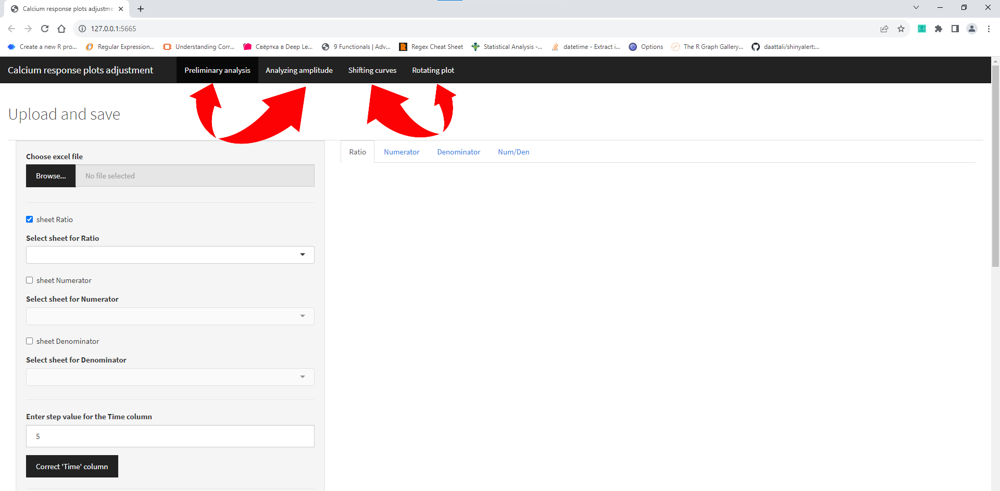 Calcium response plots adjustme
127.0.0.1:5665
Create a new R pro... Regular Expression... Understanding Corr... Свёртка в Deep Le... 9 Functionals | Adv... Regex Cheat Sheet Statistical Analysis -... datetime - Extract i... Options The R Graph Gallery... daattali/shinyalert:...
Calcium response plots adjustment Preliminary analysis Analyzing amplitude Shifting curves Rotating plot
Upload and save
Ratio Numerator Denominator Num/Den
Choose excel file
Browse... No file selected
sheet Ratio
Select sheet for Ratio
sheet Numerator
Select sheet for Numerator
sheet Denominator
Select sheet for Denominator
Enter step value for the Time column
5
Correct 'Time' column